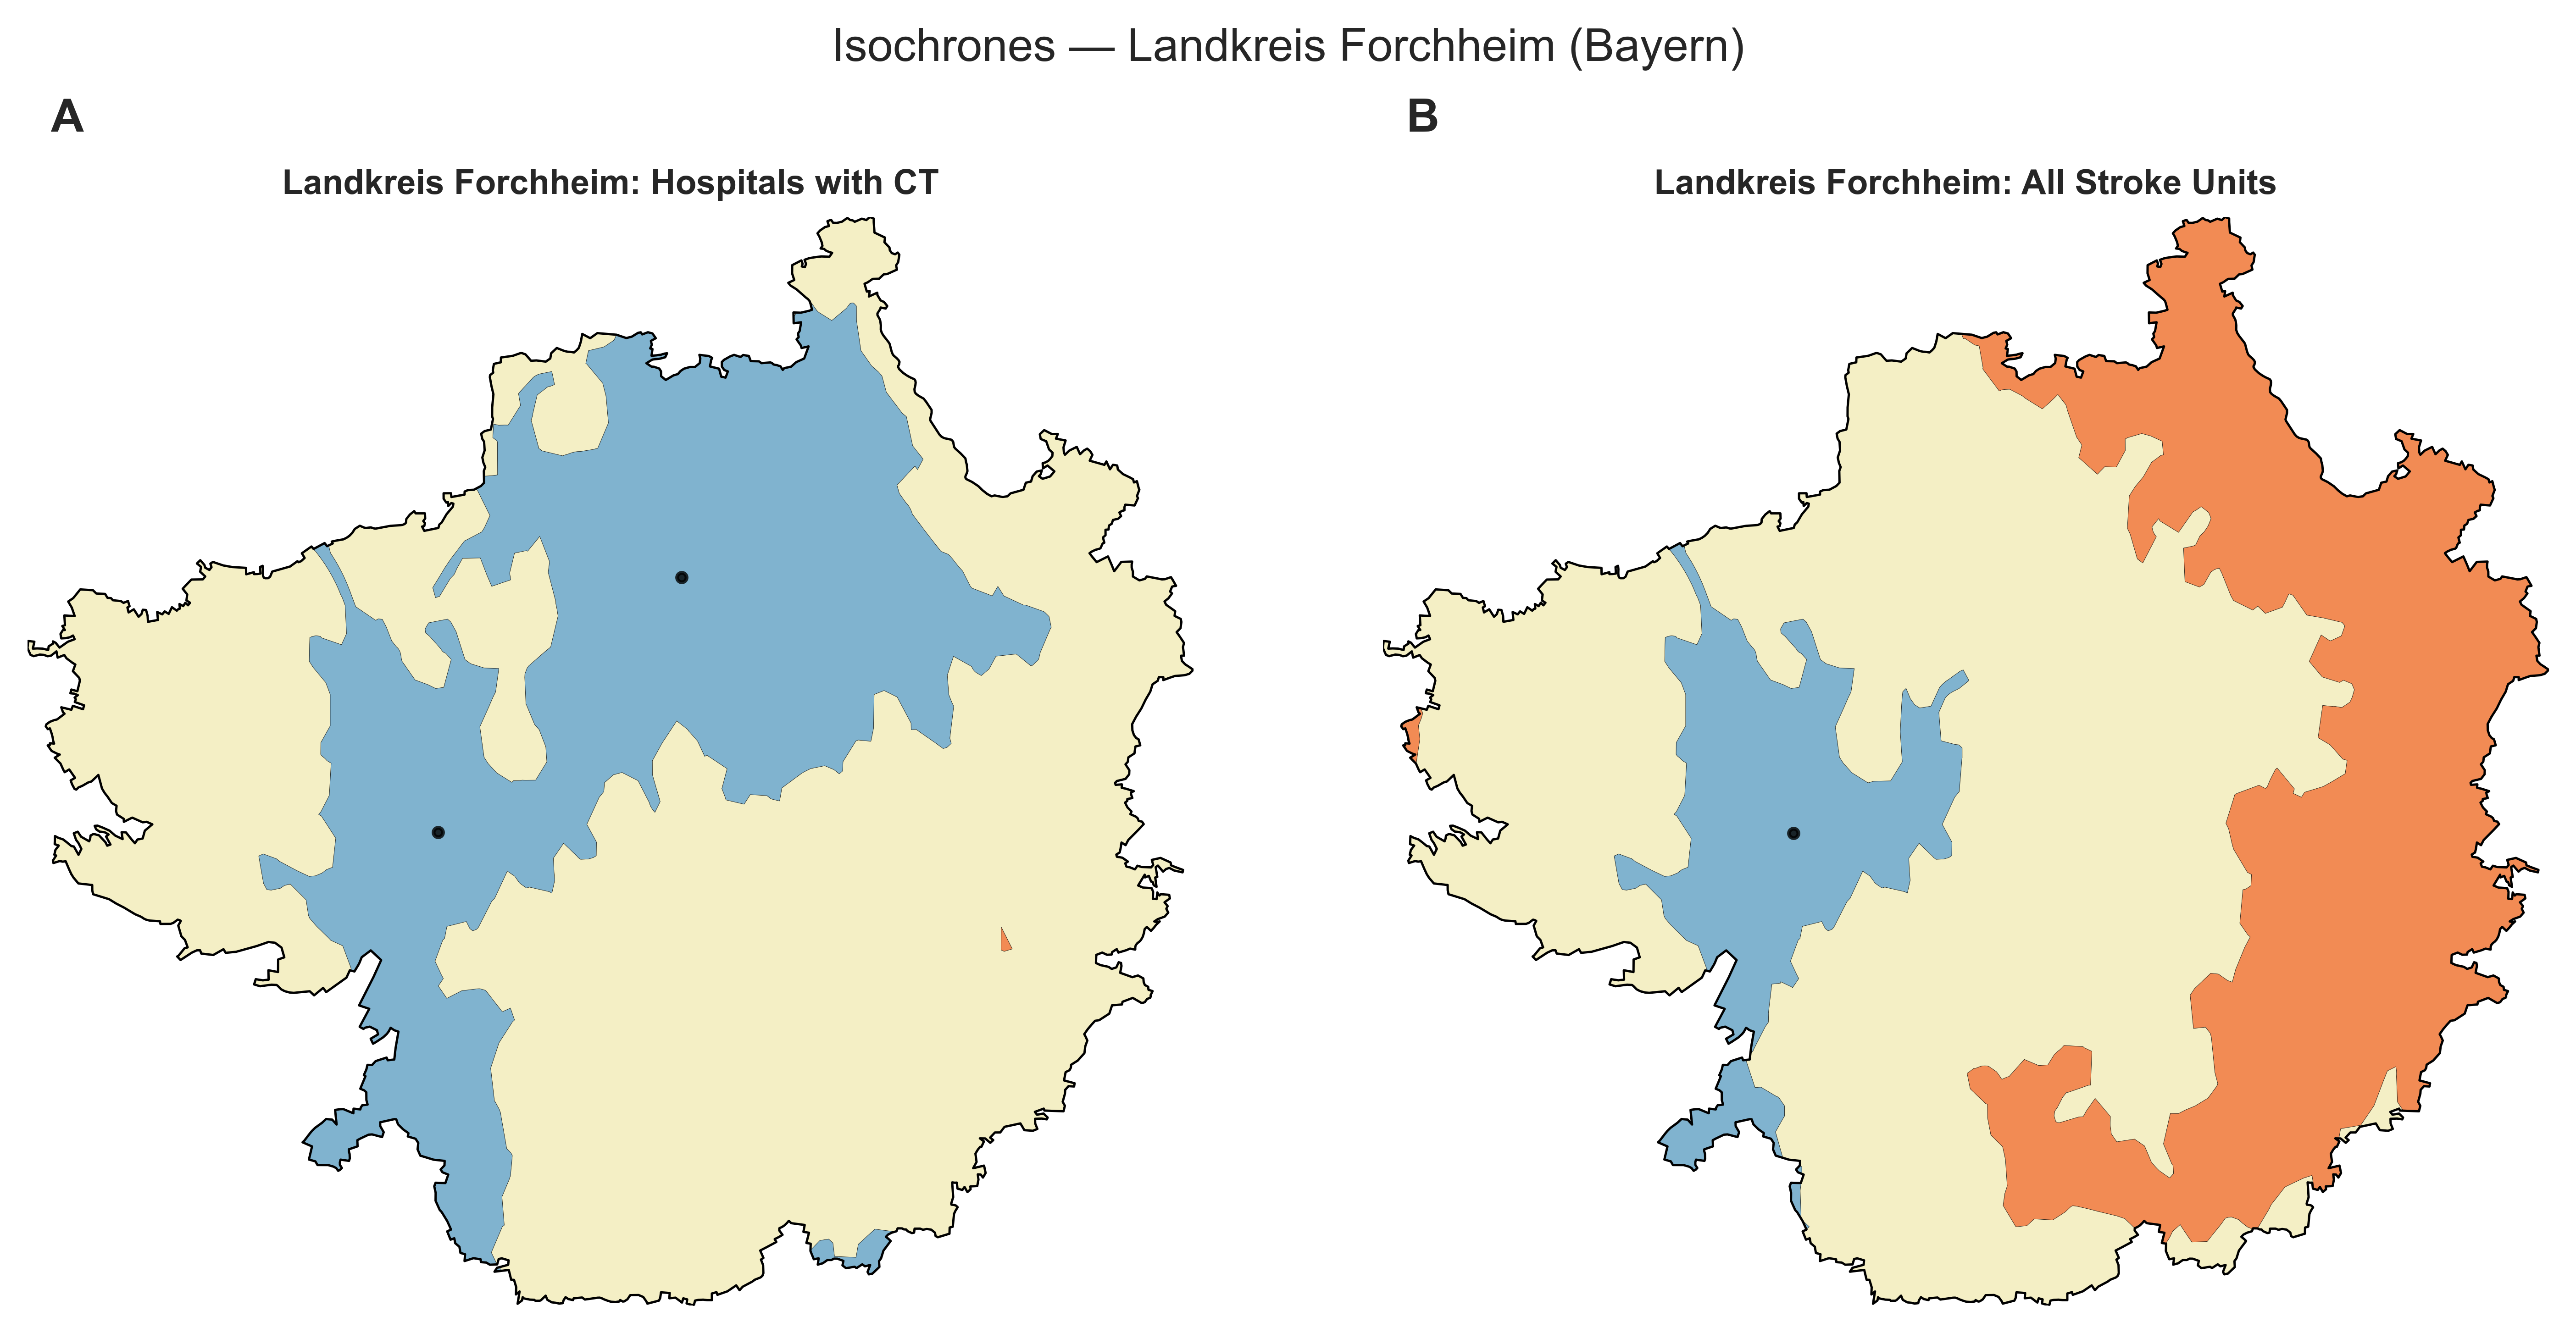 Isochrones — Landkreis Forchheim (Bayern)
A
B
Landkreis Forchheim: Hospitals with CT
Landkreis Forchheim: All Stroke Units